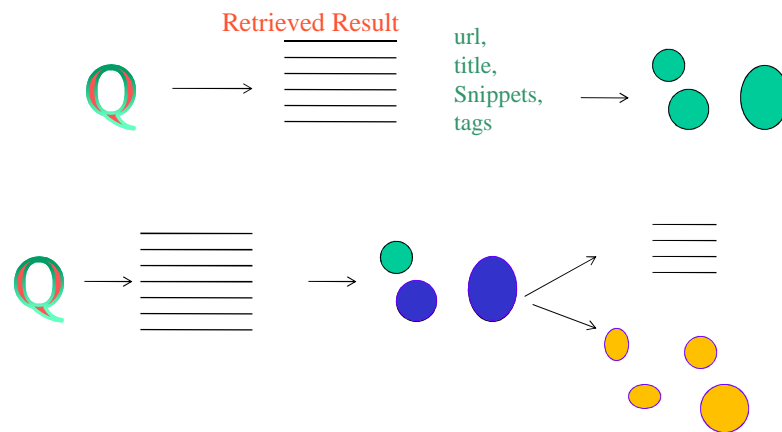 Retrieved Result
Q
url,
title,
Snippets,
tags
Q